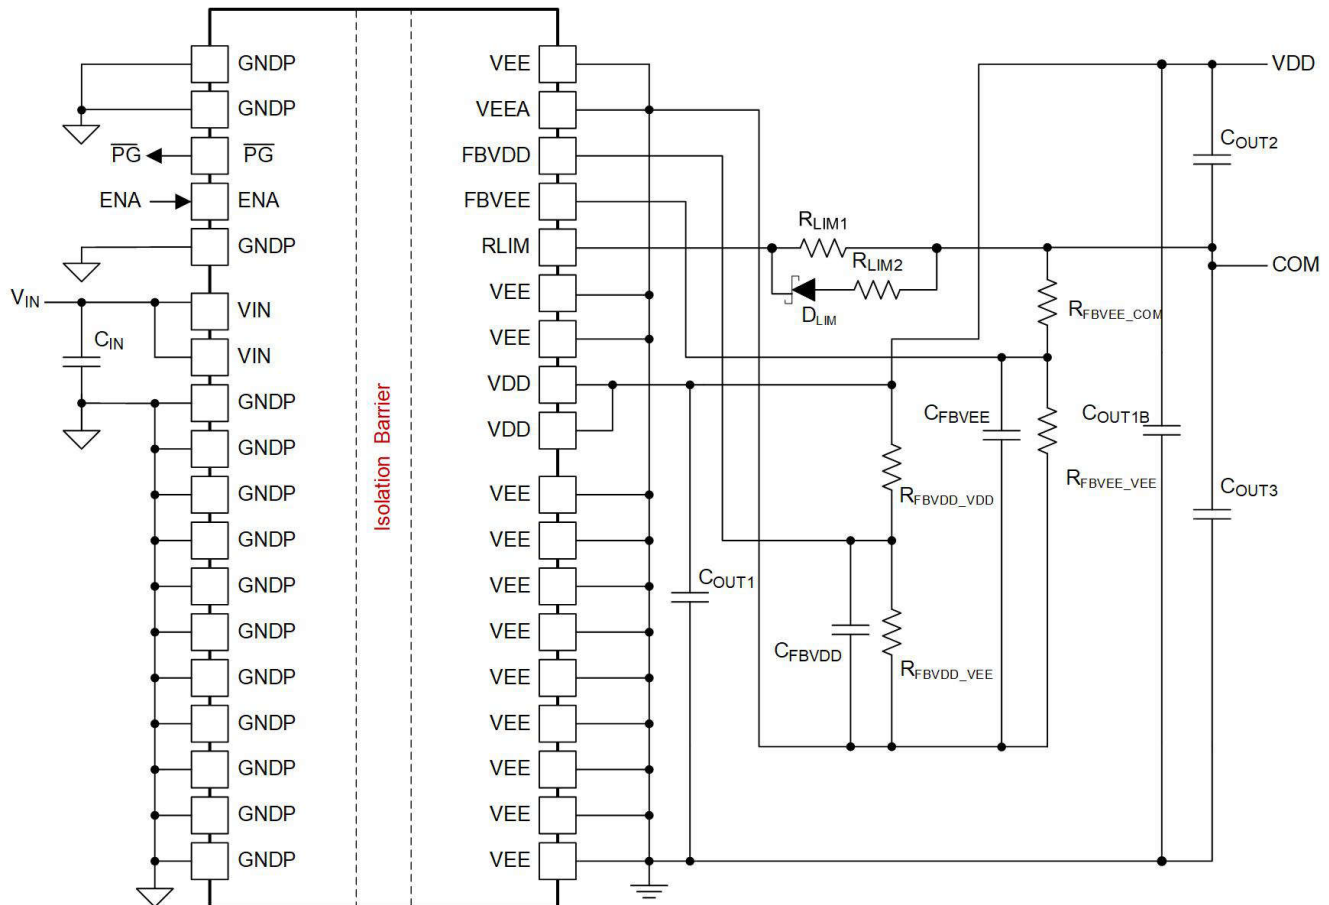 GNDP
GNDP
PG
PG
ENA
ENA
GNDP
VIN
VIN
CIN
VIN
GNDP
GNDP
GNDP
GNDP
GNDP
GNDP
GNDP
GNDP
GNDP
GNDP
GNDP
Isolation Barrier
VEE
VEEA
FBVDD
FBVEE
RLIM
VEE
VEE
VDD
VDD
VEE
VEE
VEE
VEE
VEE
VEE
VEE
VEE
VEE
RLIM1
RLIM2
DLIM
COUT1
CFBVDD
RFBVDD_VDD
RFBVDD_VEE
CFBVEE
RFBVEE_COM
RFBVEE_VEE
COUT1B
VDD
COUT2
COM
COUT3